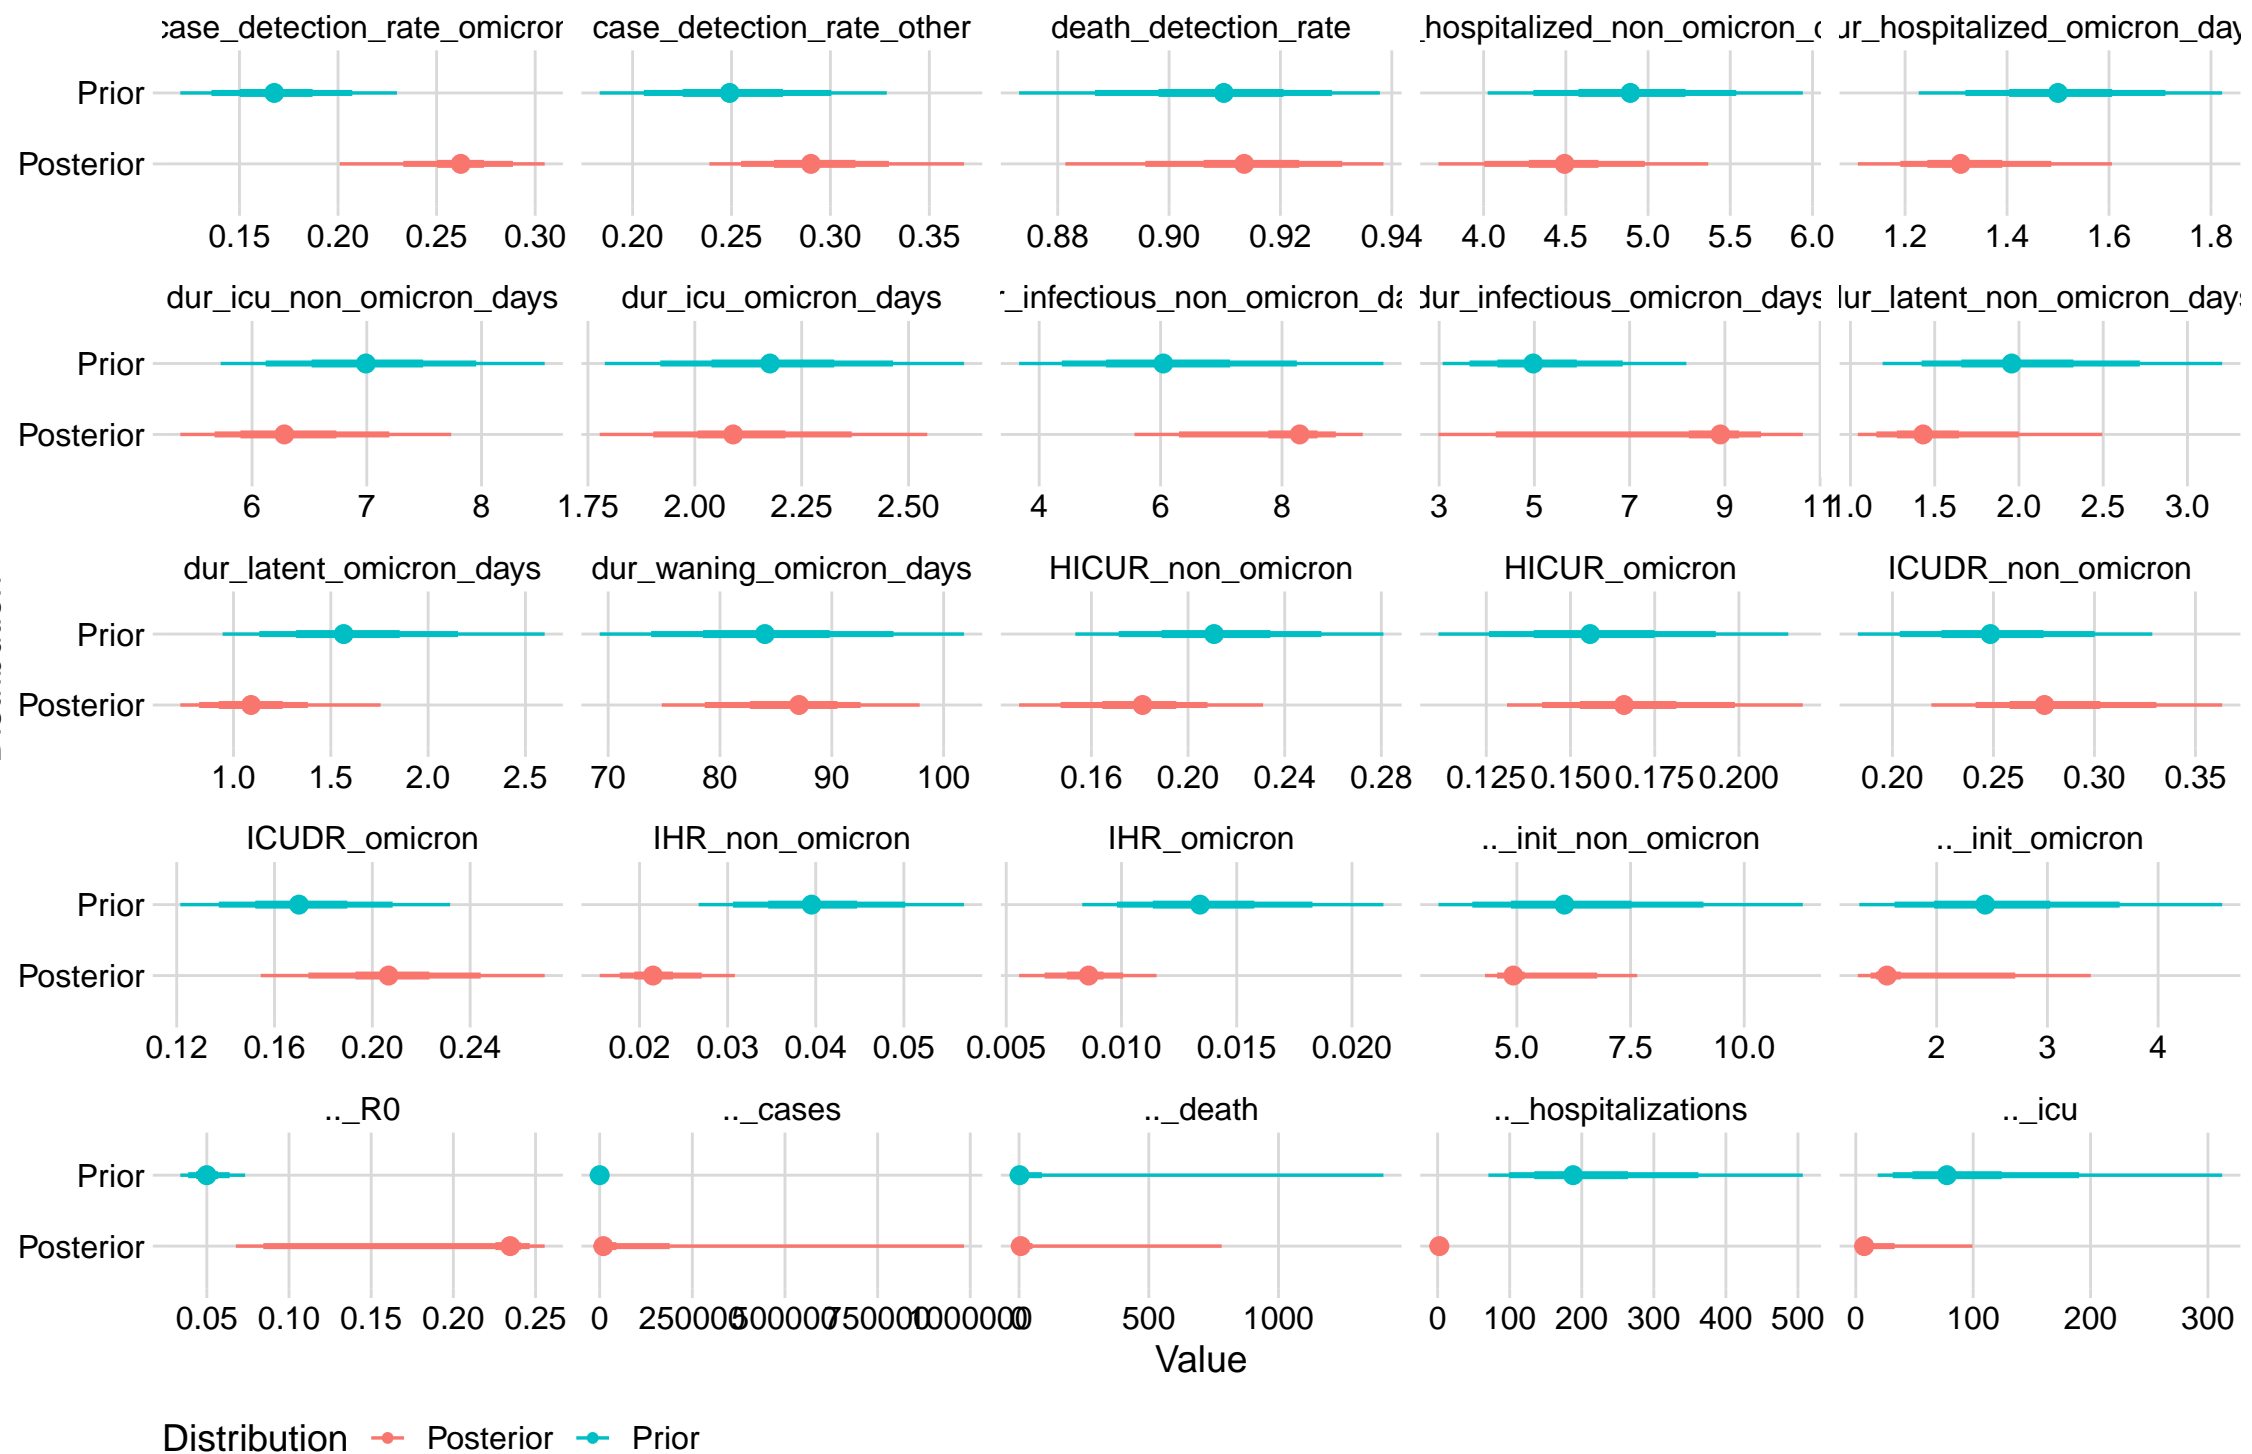 case_detection_rate_omicron case_detection_rate_other death_detection_rate _hospitalized_non_omicron_ ur_hospitalized_omicron_day
Prior
Posterior
0.15 0.20 0.25 0.30 0.20 0.25 0.30 0.35 0.88 0.90 0.92 0.94 4.0 4.5 5.0 5.5 6.0 1.2 1.4 1.6 1.8
dur_icu_non_omicron_days dur_icu_omicron_days _infectious_non_omicron_da dur_infectious_omicron_days dur_latent_non_omicron_days
Prior
Posterior
6 7 8 1.75 2.00 2.25 2.50 4 6 8 3 5 7 9 11 1.0 1.5 2.0 2.5 3.0
dur_latent_omicron_days dur_waning_omicron_days HICUR_non_omicron HICUR_omicron ICUDR_non_omicron
Prior
Posterior
1.0 1.5 2.0 2.5 70 80 90 100 0.16 0.20 0.24 0.28 0.125 0.150 0.175 0.200 0.20 0.25 0.30 0.35
ICUDR_omicron IHR_non_omicron IHR_omicron .._init_non_omicron .._init_omicron
Prior
Posterior
0.12 0.16 0.20 0.24 0.02 0.03 0.04 0.05 0.005 0.010 0.015 0.020 5.0 7.5 10.0 2 3 4
.._R0 .._cases .._death .._hospitalizations .._icu
Prior
Posterior
0.05 0.10 0.15 0.20 0.25 0 250000 500000 750000 1000000 0 500 1000 0 100 200 300 400 500 0 100 200 300
Value
Distribution Posterior Prior